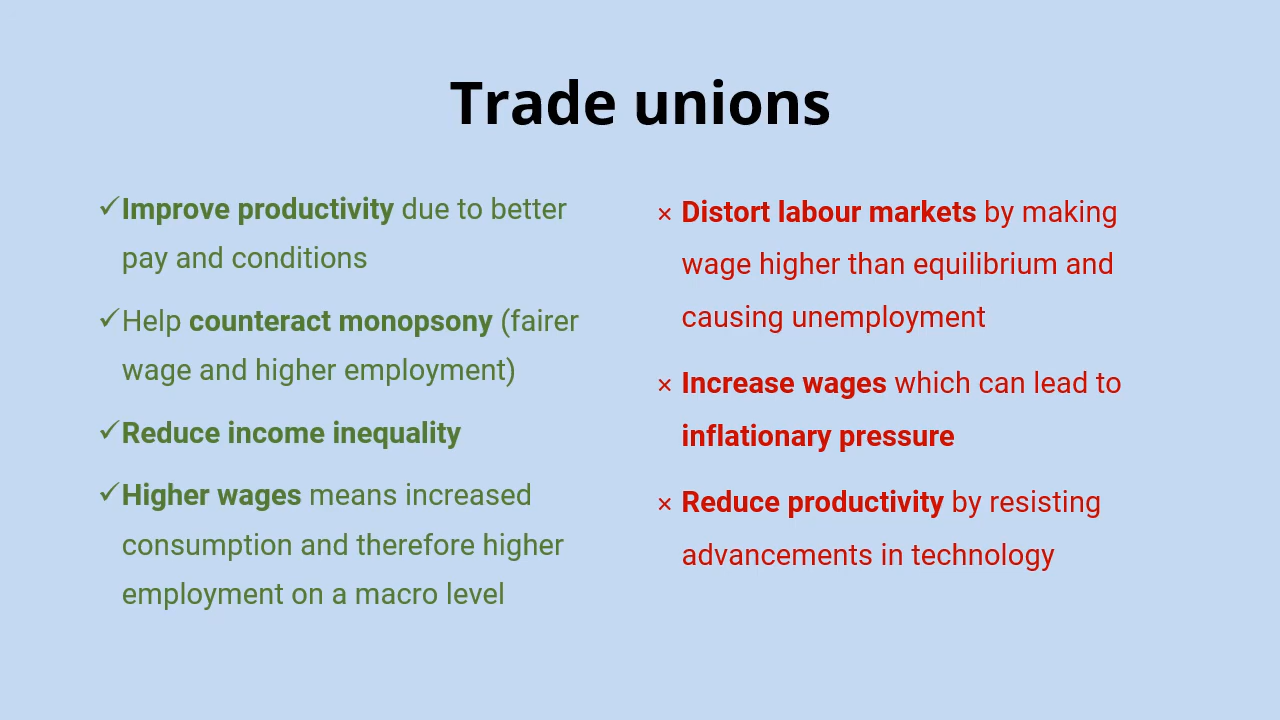 Trade unions
✓Improve productivity due to better
pay and conditions
✓Help counteract monopsony (fairer
wage and higher employment)
✓Reduce income inequality
✓Higher wages means increased
consumption and therefore higher
employment on a macro level
× Distort labour markets by making
wage higher than equilibrium and
causing unemployment
× Increase wages which can lead to
inflationary pressure
× Reduce productivity by resisting
advancements in technology